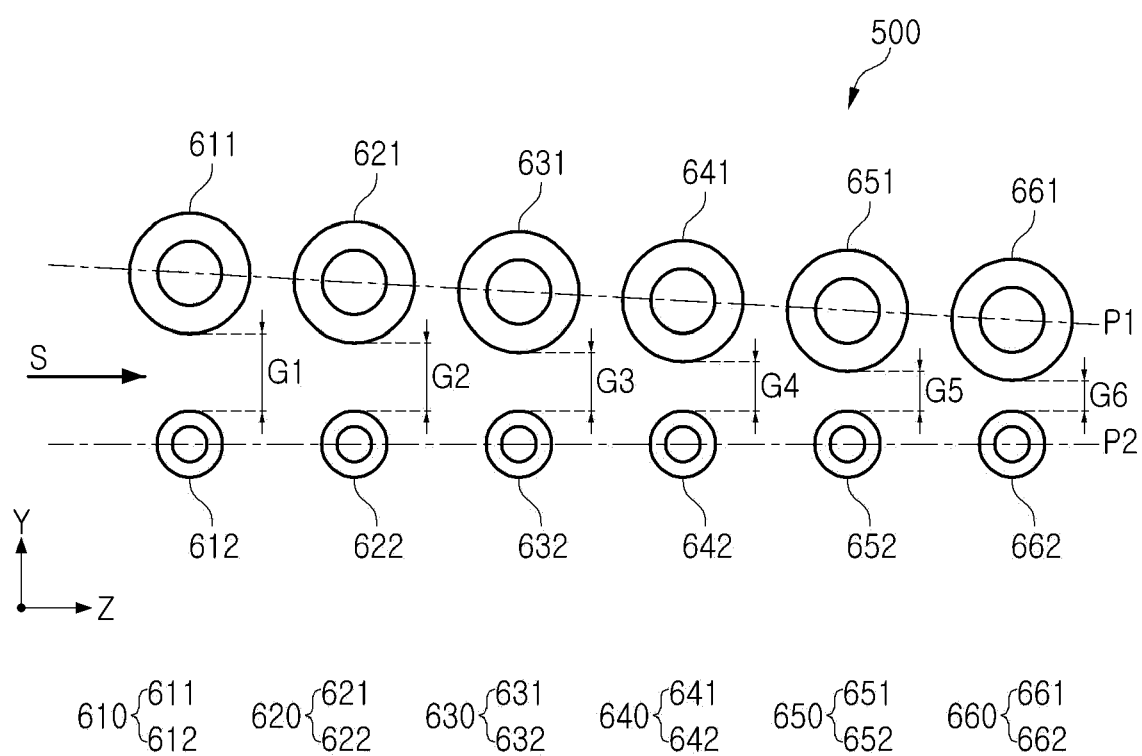 500
611 621 631 641 651 661
P1
S G1 G2 G3 G4 G5 G6
P2
612 622 632 642 652 662
Y
Z
610 { 611 612
620 { 621 622
630 { 631 632
640 { 641 642
650 { 651 652
660 { 661 662